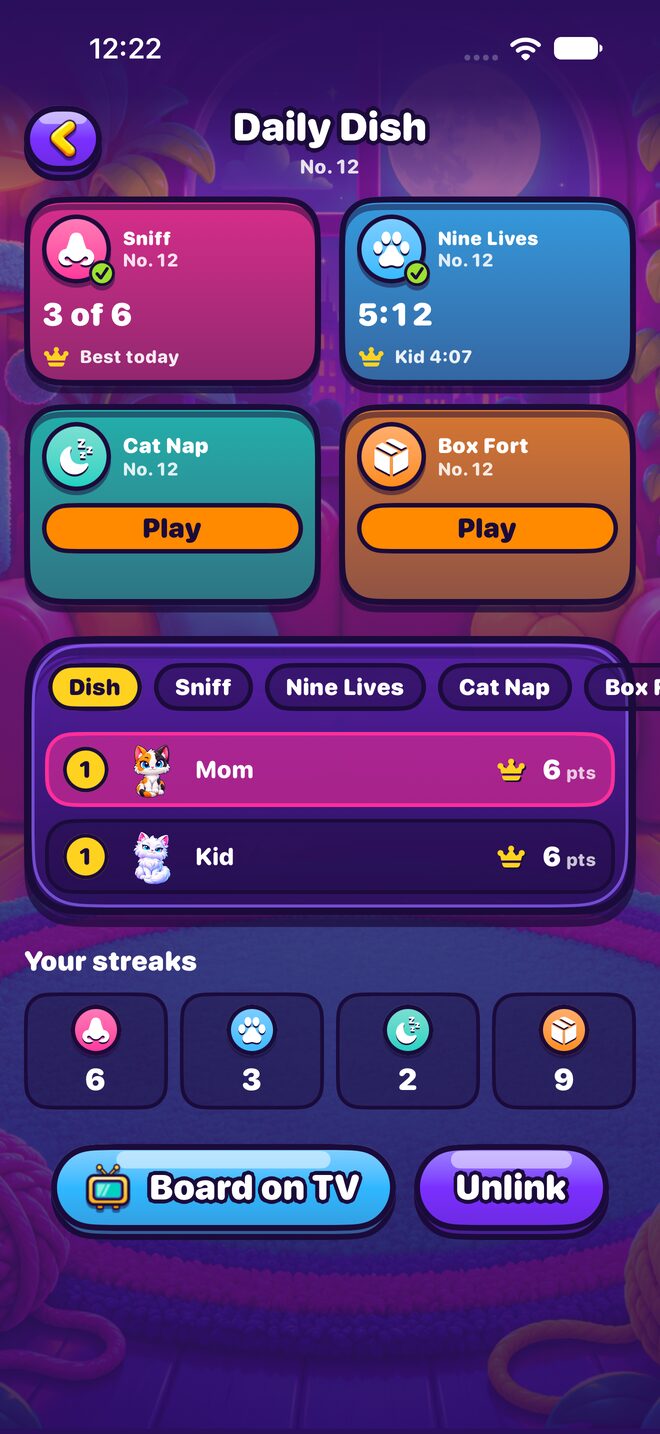 12:22
Daily Dish
No. 12
Sniff
No. 12
3 of 6
Best today
Nine Lives
No. 12
5:12
Kid 4:07
Cat Nap
No. 12
Play
Box Fort
No. 12
Play
Dish Sniff Nine Lives Cat Nap Box
1 Mom 6 pts
1 Kid 6 pts
Your streaks
6 3 2 9
Board on TV Unlink